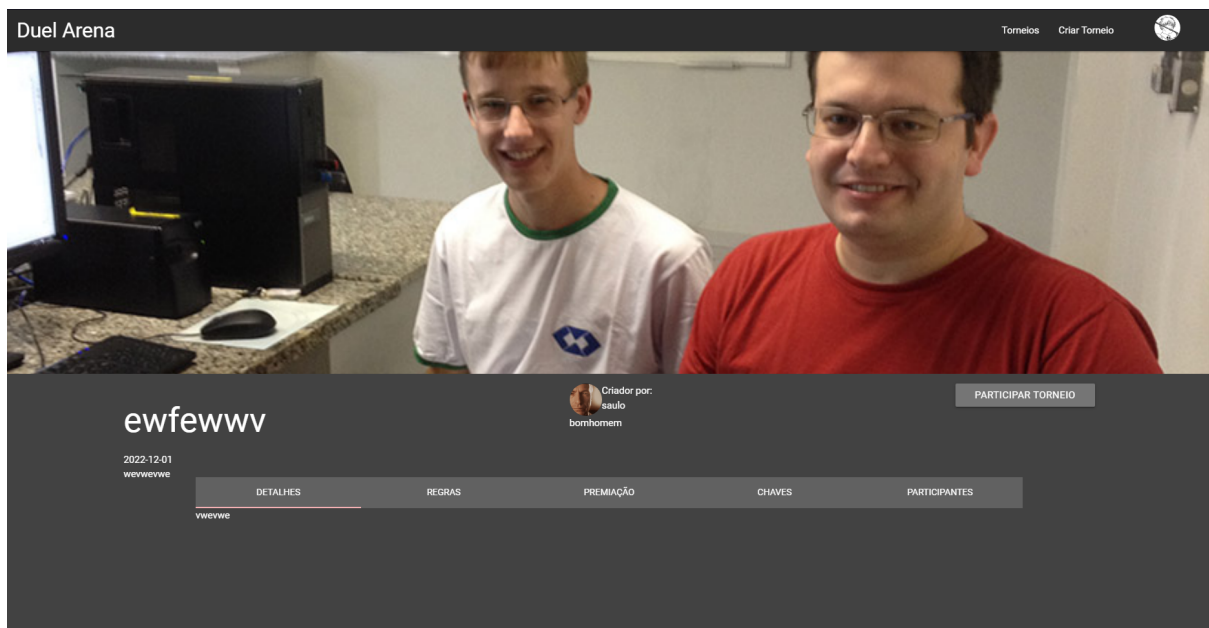 Duel Arena
Torneios
Criar Torneio
Criador por:
saulo
bomhomem
PARTICIPAR TORNEIO
ewfewwv
2022-12-01
wevwevwe
DETALHES
REGRAS
PREMIAÇÃO
CHAVES
PARTICIPANTES
vwevwe